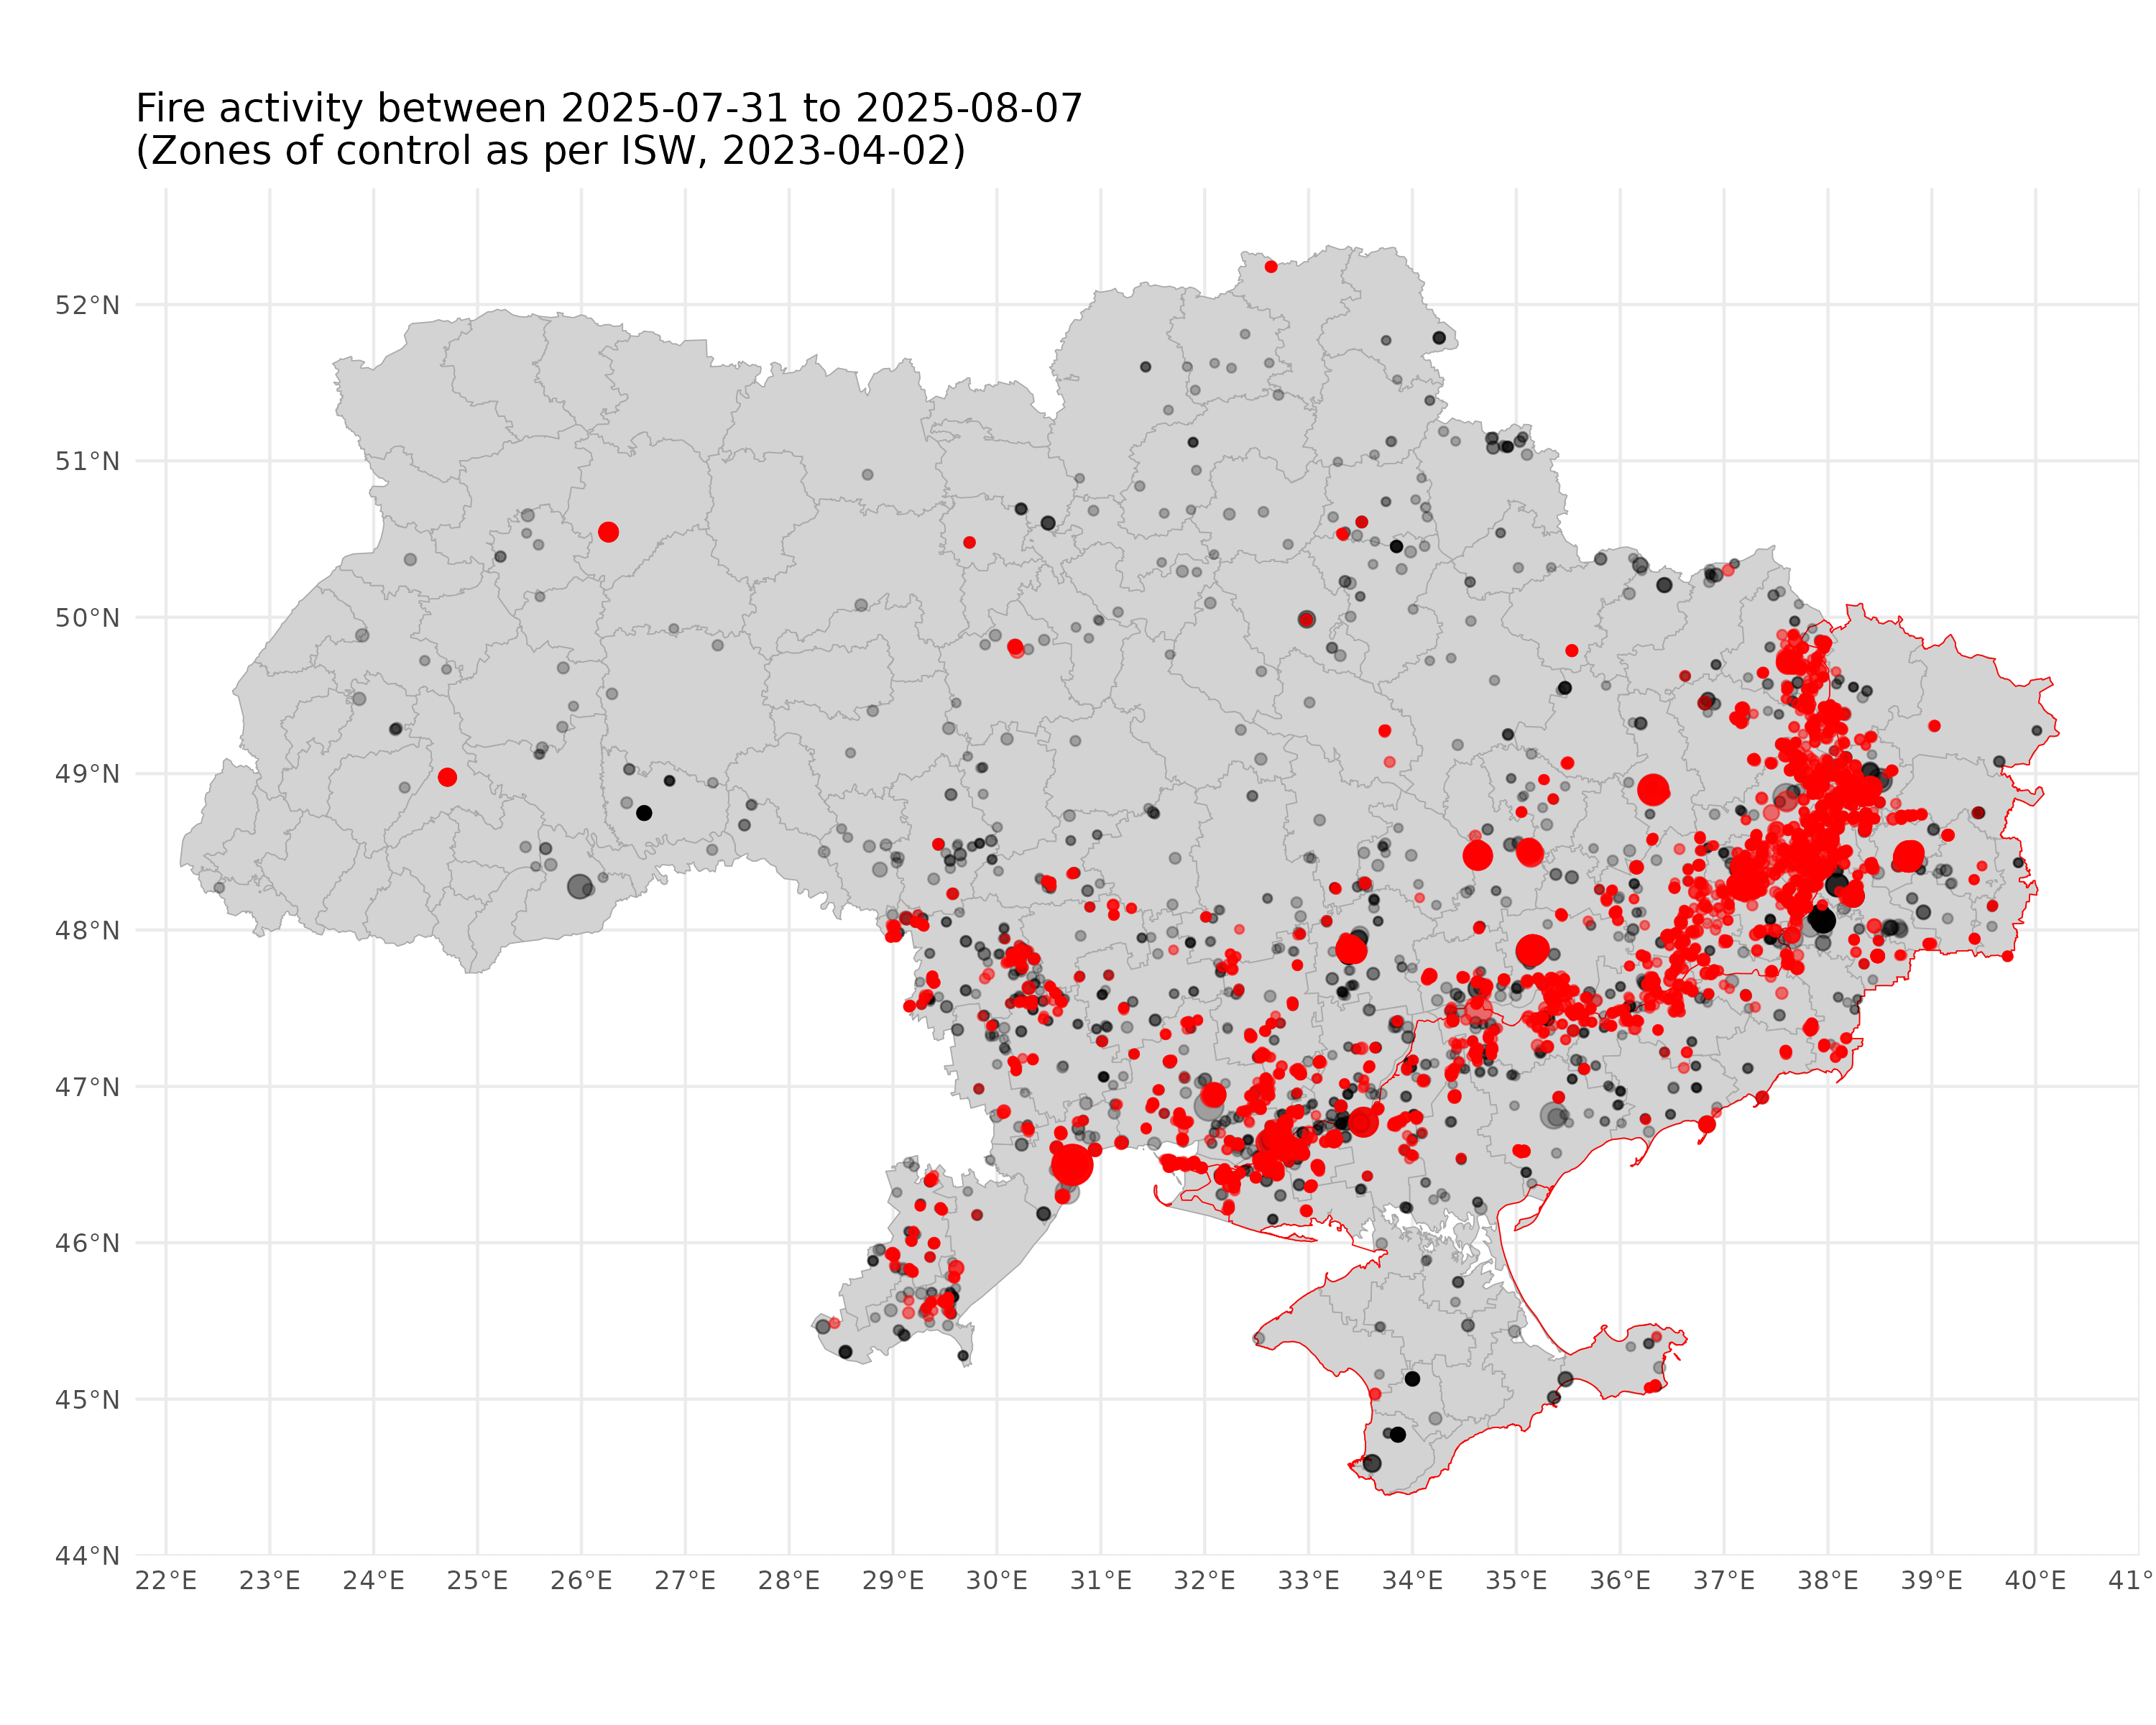 Fire activity between 2025-07-31 to 2025-08-07
(Zones of control as per ISW, 2023-04-02)
52°N
51°N
50°N
49°N
48°N
47°N
46°N
45°N
44°N
22°E 23°E 24°E 25°E 26°E 27°E 28°E 29°E 30°E 31°E 32°E 33°E 34°E 35°E 36°E 37°E 38°E 39°E 40°E 41°